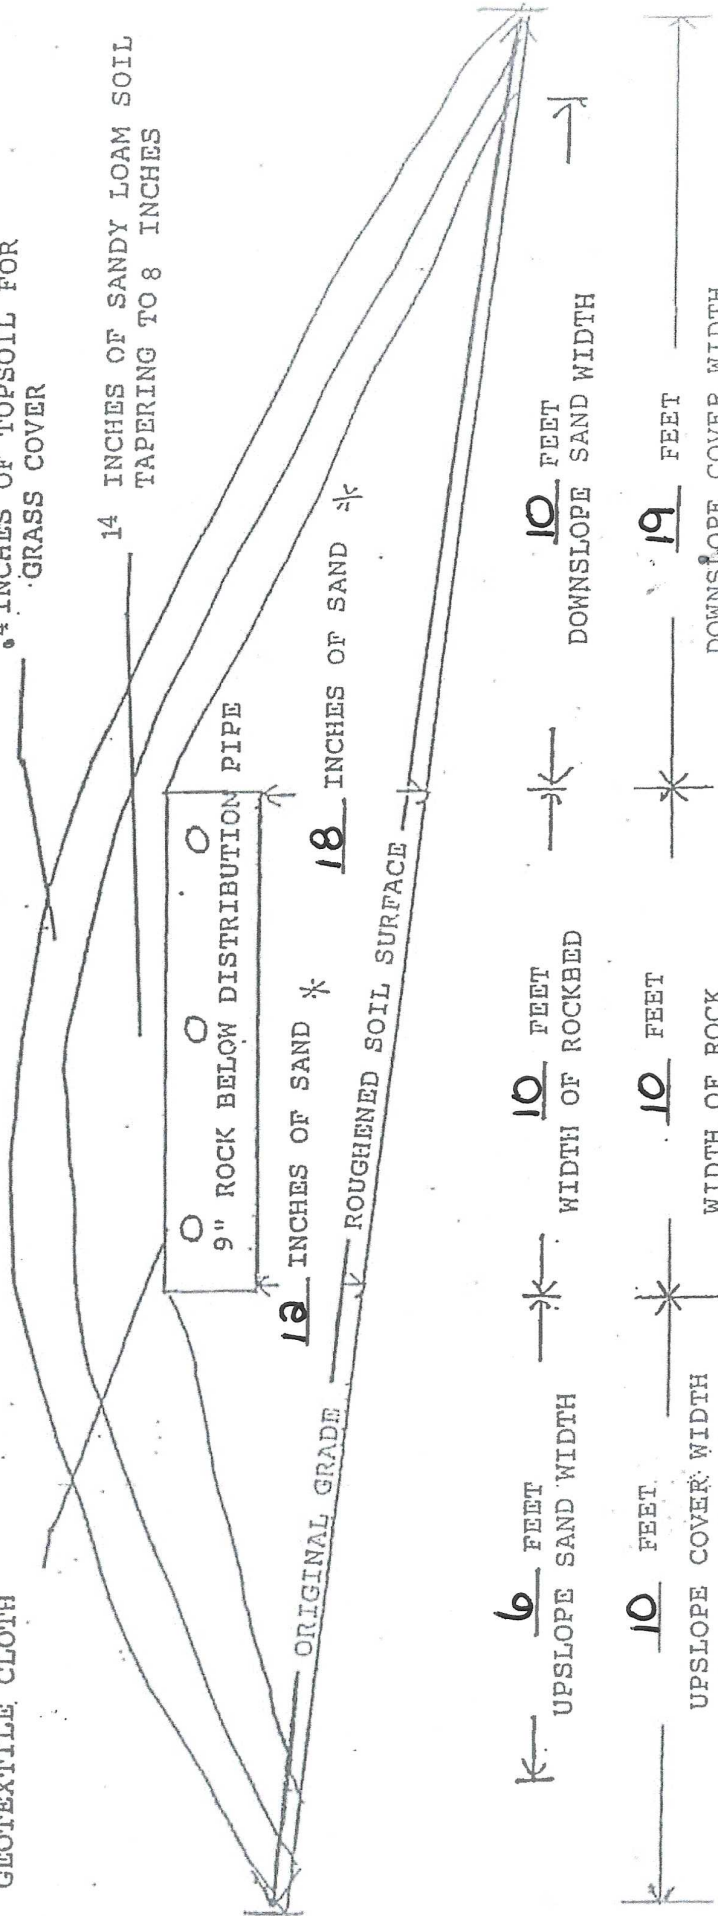 GEOTEXTILE CLOTH
4 INCHES OF TOPSOIL FOR
GRASS COVER
14 INCHES OF SANDY LOAM SOIL
TAPERING TO 8 INCHES
9" ROCK BELOW DISTRIBUTION PIPE
12 INCHES OF SAND *
18 INCHES OF SAND *
ORIGINAL GRADE
ROUGHENED SOIL SURFACE
6 FEET
UPSLOPE SAND WIDTH
10 FEET
WIDTH OF ROCKBED
10 FEET
DOWNSLOPE SAND WIDTH
10 FEET
UPSLOPE COVER WIDTH
10 FEET
WIDTH OF ROCK
19 FEET
DOWNSLOPE COVER WIDTH